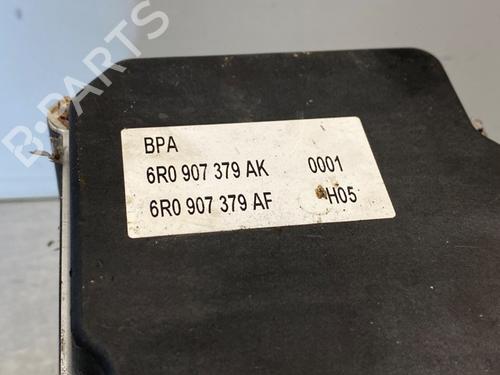 B-PARTS
BPA
6R0 907 379 AK 0001
6R0 907 379 AF H05